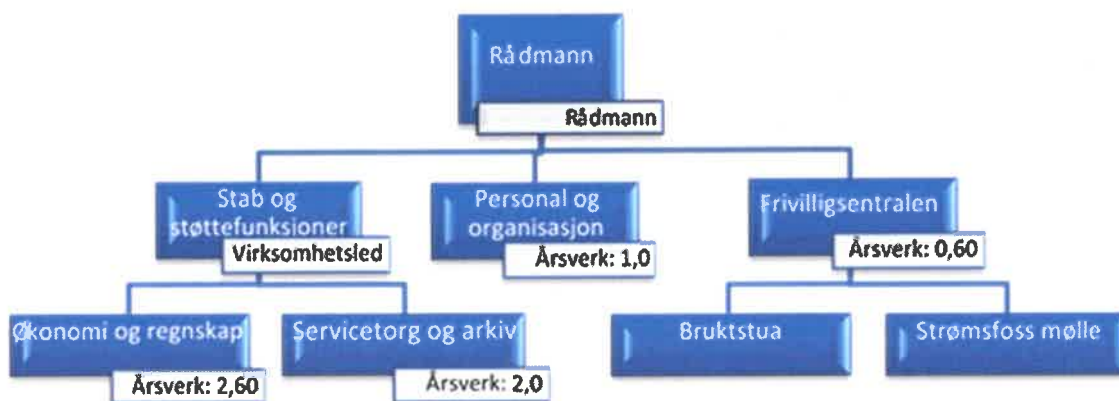 Rådmann
Rådmann
Stab og
støttefunksjoner
Virksomhetsled
Personal og
organisasjon
Årsverk: 1,0
Frivilligsentralen
Årsverk: 0,60
Økonomi og regnskap
Årsverk: 2,60
Servicetorg og arkiv
Årsverk: 2,0
Bruktstua
Strømsfoss mølle